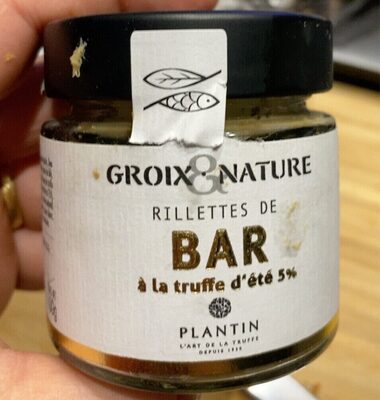 GROIX & NATURE
RILLETTES DE
BAR
à la truffe d'été 5%
PLANTIN
L'ART DE LA TRUFFE
DEPUIS 1930